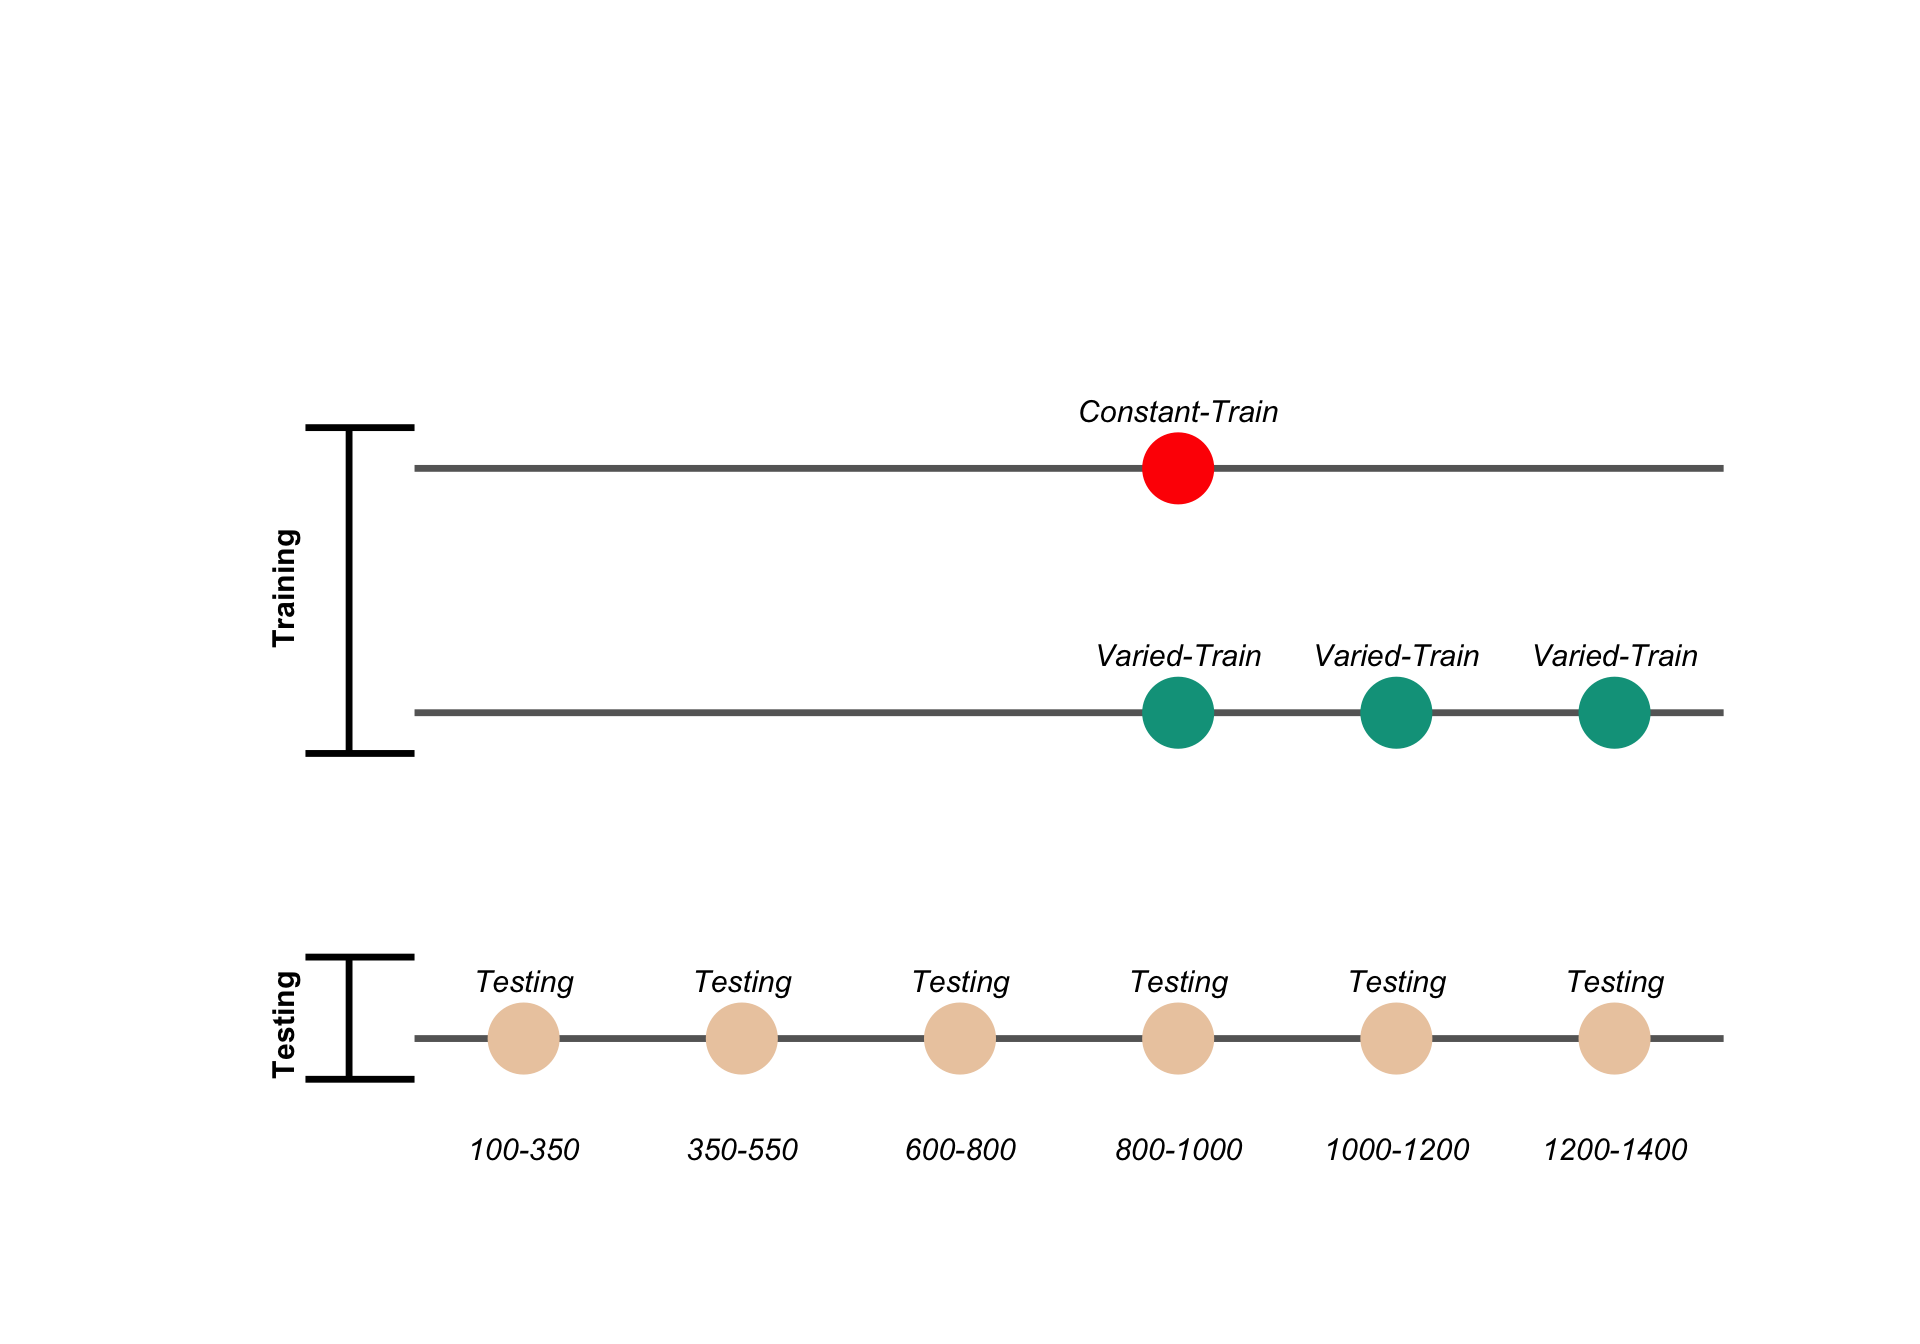 Constant-Train
Training
Varied-Train Varied-Train Varied-Train
Testing
Testing Testing Testing Testing Testing Testing
100-350 350-550 600-800 800-1000 1000-1200 1200-1400